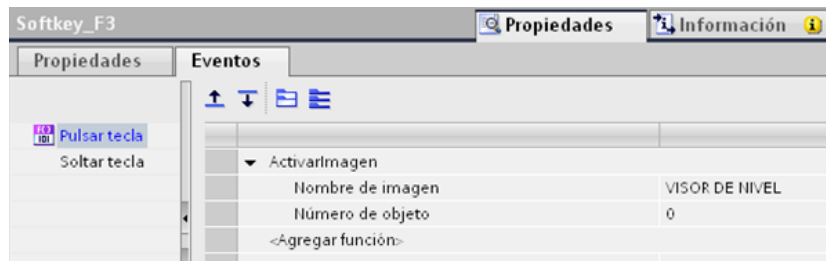 Softkey_F3
Propiedades
Información
Propiedades
Eventos
Pulsar tecla
Soltar tecla
ActivarImagen
Nombre de imagen VISOR DE NIVEL
Número de objeto 0
<Agregar función>